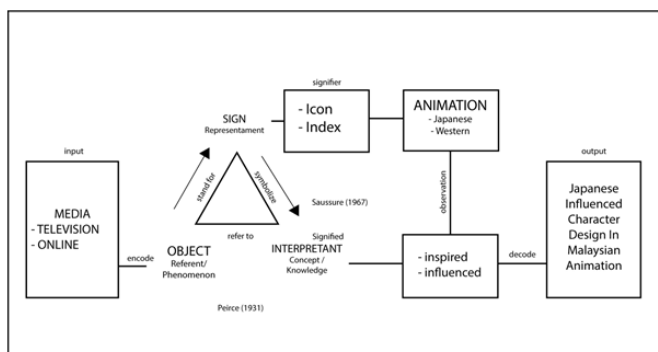 input
MEDIA
- TELEVISION
- ONLINE
encode
OBJECT
Referent/
Phenomenon
stand for
SIGN
Representament
symbolize
refer to
Peirce (1931)
Saussure (1967)
Signified
INTERPRETANT
Concept /
Knowledge
signifier
- Icon
- Index
ANIMATION
- Japanese
- Western
observation
- inspired
- influenced
decode
output
Japanese
Influenced
Character
Design In
Malaysian
Animation